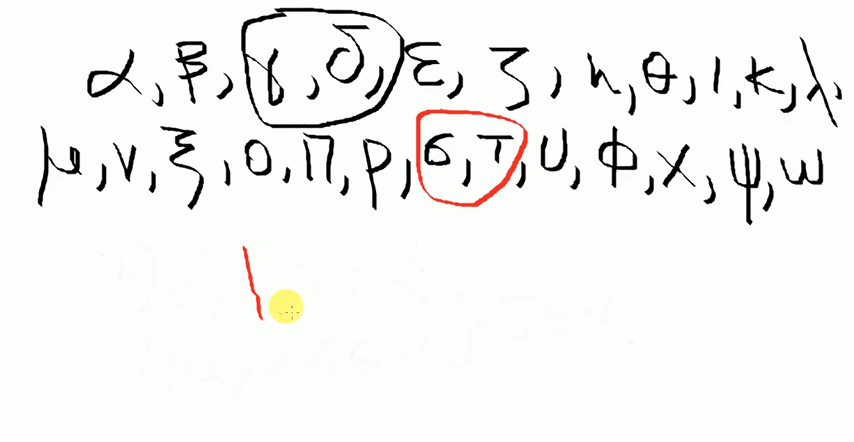 α, β, γ, δ, ε, ζ, η, θ, ι, κ, λ,
μ, ν, ξ, ο, π, ρ, σ, τ, υ, φ, χ, ψ, ω